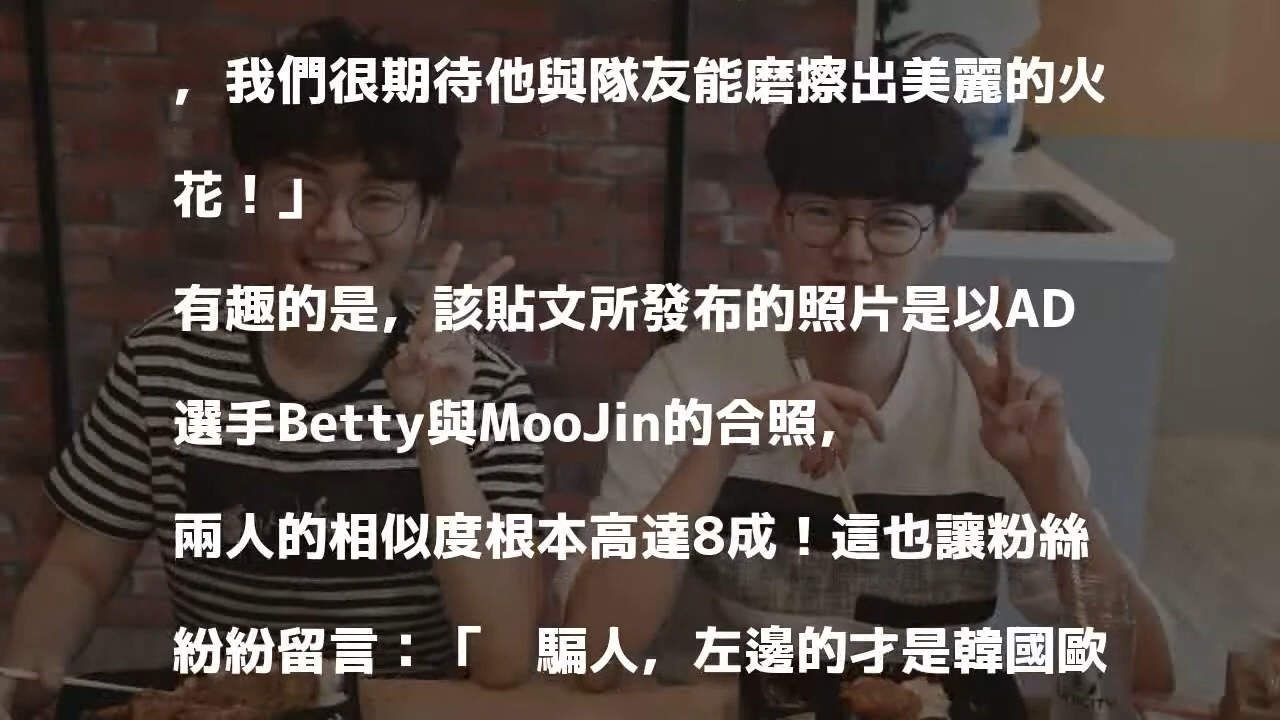 ，我們很期待他與隊友能磨擦出美麗的火
花！」
有趣的是，該貼文所發布的照片是以AD
選手Betty與MooJin的合照，
兩人的相似度根本高達8成！這也讓粉絲
紛紛留言：「　騙人，左邊的才是韓國歐